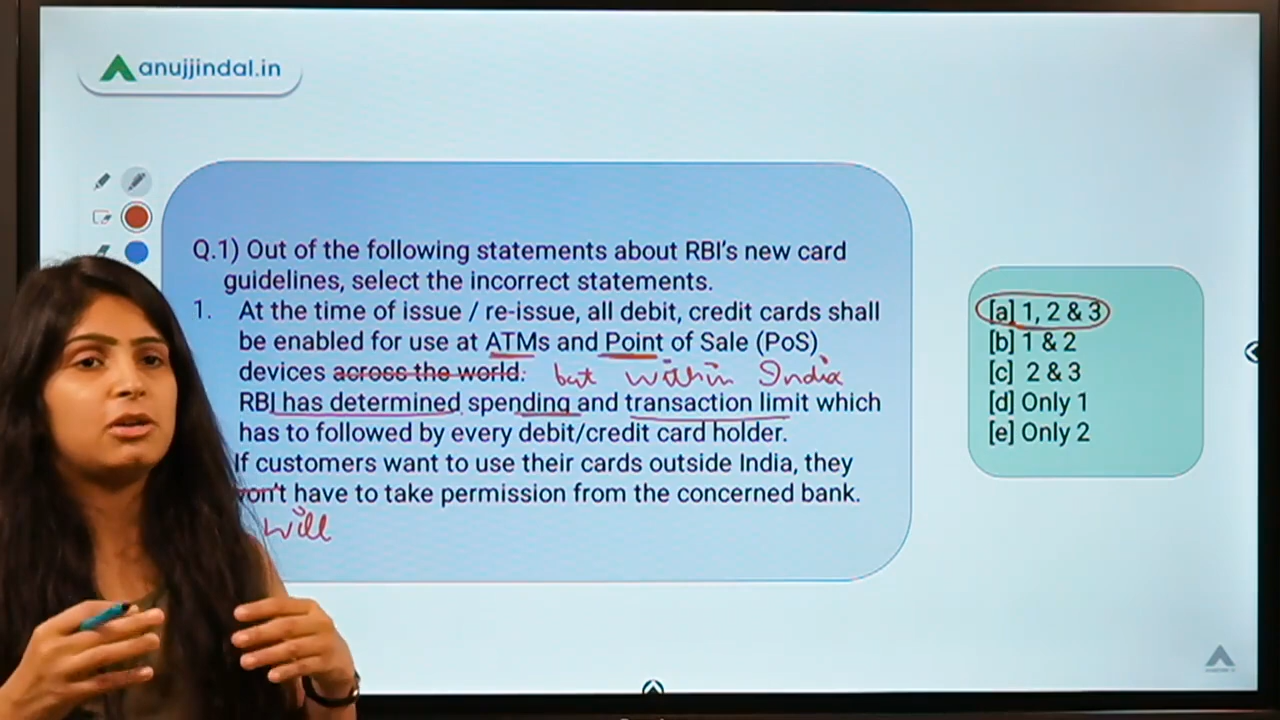 anujjindal.in
Q.1) Out of the following statements about RBI's new card
guidelines, select the incorrect statements.
1. At the time of issue / re-issue, all debit, credit cards shall
be enabled for use at ATMs and Point of Sale (PoS)
devices across the world. but within India
RBI has determined spending and transaction limit which
has to followed by every debit/credit card holder.
If customers want to use their cards outside India, they
won't have to take permission from the concerned bank.
will
[a] 1, 2 & 3
[b] 1 & 2
[c] 2 & 3
[d] Only 1
[e] Only 2